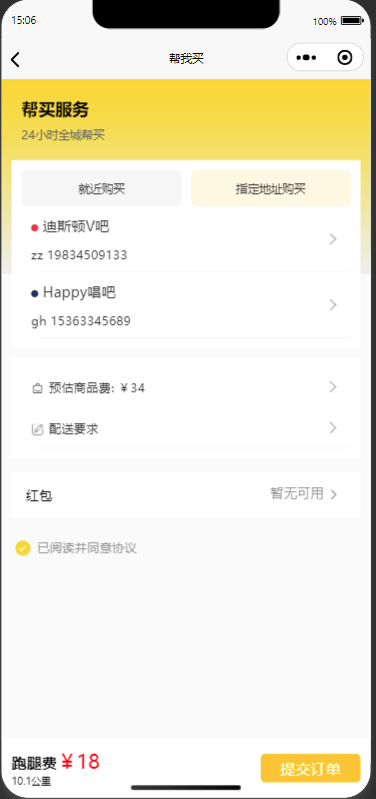 15:06
100%
帮我买
帮买服务
24小时全城帮买
就近购买
指定地址购买
迪斯顿V吧
zz 19834509133
Happy唱吧
gh 15363345689
预估商品费: ￥34
配送要求
红包
暂无可用
已阅读并同意协议
跑腿费 ￥18
10.1公里
提交订单